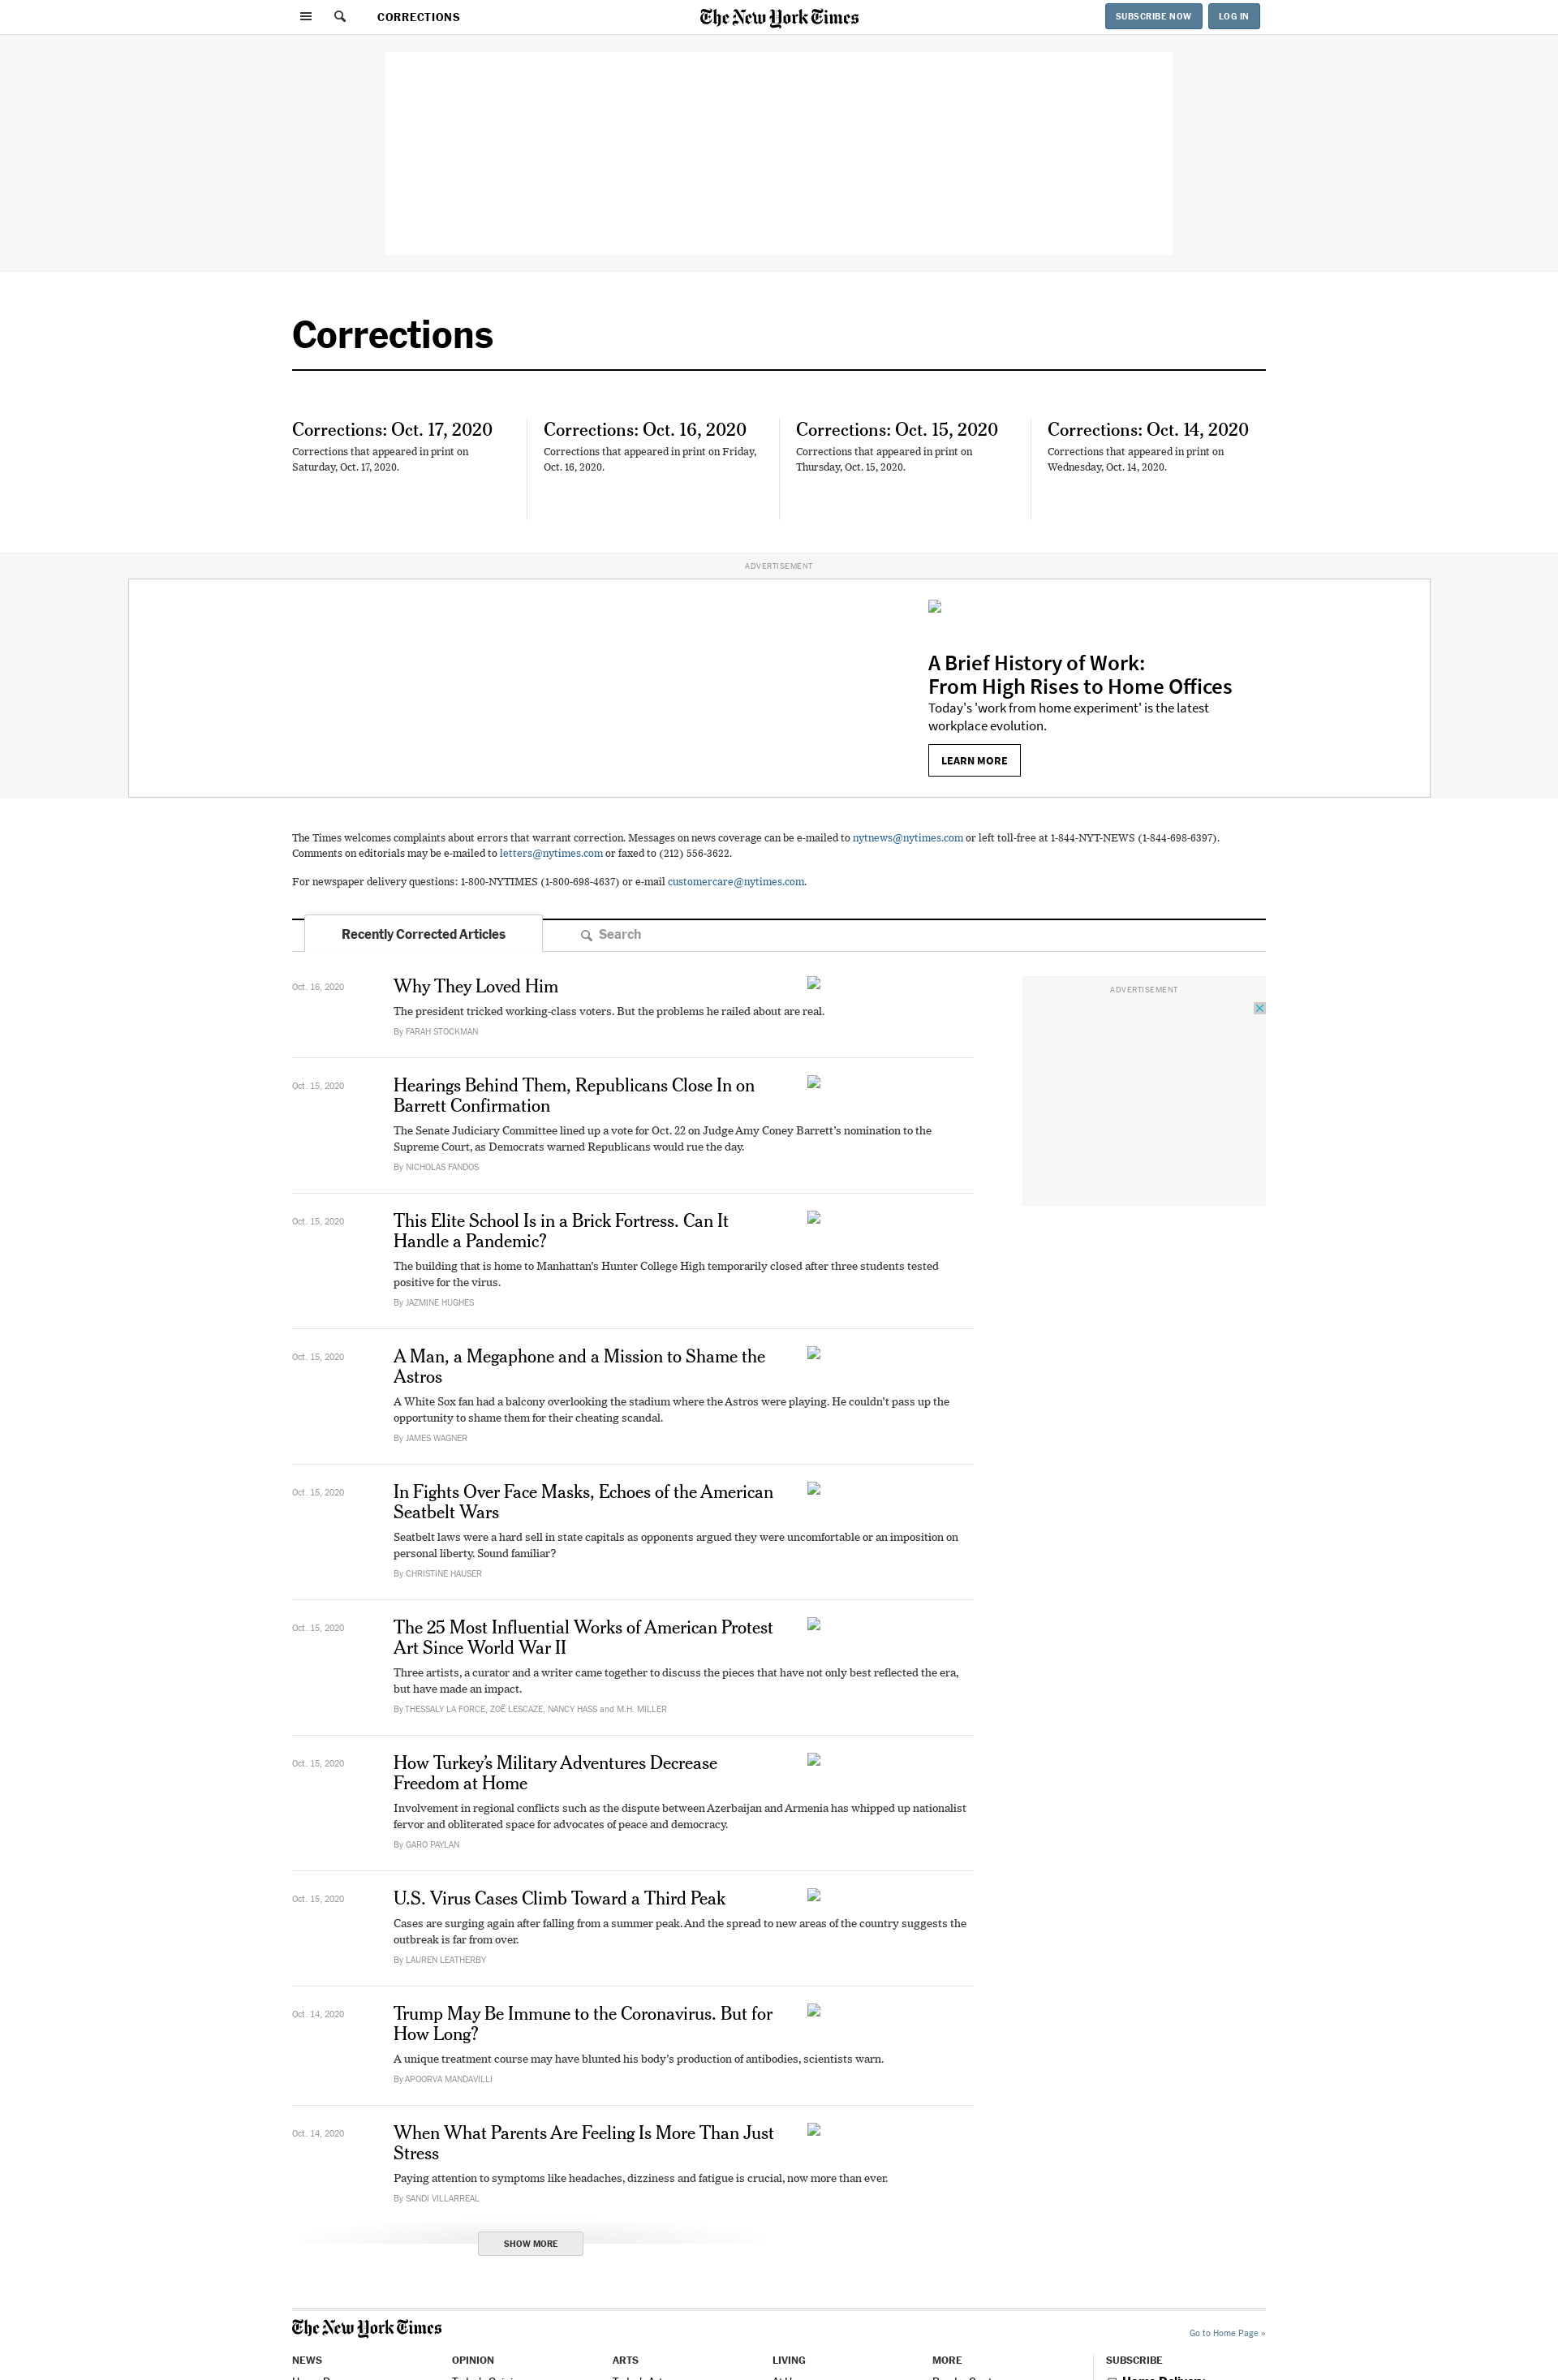 CORRECTIONS
The New York Times
SUBSCRIBE NOW
LOG IN
Corrections
Corrections: Oct. 17, 2020
Corrections that appeared in print on
Saturday, Oct. 17, 2020.
Corrections: Oct. 16, 2020
Corrections that appeared in print on Friday,
Oct. 16, 2020.
Corrections: Oct. 15, 2020
Corrections that appeared in print on
Thursday, Oct. 15, 2020.
Corrections: Oct. 14, 2020
Corrections that appeared in print on
Wednesday, Oct. 14, 2020.
ADVERTISEMENT
A Brief History of Work:
From High Rises to Home Offices
Today's 'work from home experiment' is the latest
workplace evolution.
LEARN MORE
The Times welcomes complaints about errors that warrant correction. Messages on news coverage can be e-mailed to nytnews@nytimes.com or left toll-free at 1-844-NYT-NEWS (1-844-698-6397).
Comments on editorials may be e-mailed to letters@nytimes.com or faxed to (212) 556-3622.
For newspaper delivery questions: 1-800-NYTIMES (1-800-698-4637) or e-mail customercare@nytimes.com.
Recently Corrected Articles
Search
ADVERTISEMENT
Oct. 16, 2020
Why They Loved Him
The president tricked working-class voters. But the problems he railed about are real.
By FARAH STOCKMAN
Oct. 15, 2020
Hearings Behind Them, Republicans Close In on
Barrett Confirmation
The Senate Judiciary Committee lined up a vote for Oct. 22 on Judge Amy Coney Barrett's nomination to the
Supreme Court, as Democrats warned Republicans would rue the day.
By NICHOLAS FANDOS
Oct. 15, 2020
This Elite School Is in a Brick Fortress. Can It
Handle a Pandemic?
The building that is home to Manhattan's Hunter College High temporarily closed after three students tested
positive for the virus.
By JAZMINE HUGHES
Oct. 15, 2020
A Man, a Megaphone and a Mission to Shame the
Astros
A White Sox fan had a balcony overlooking the stadium where the Astros were playing. He couldn't pass up the
opportunity to shame them for their cheating scandal.
By JAMES WAGNER
Oct. 15, 2020
In Fights Over Face Masks, Echoes of the American
Seatbelt Wars
Seatbelt laws were a hard sell in state capitals as opponents argued they were uncomfortable or an imposition on
personal liberty. Sound familiar?
By CHRISTINE HAUSER
Oct. 15, 2020
The 25 Most Influential Works of American Protest
Art Since World War II
Three artists, a curator and a writer came together to discuss the pieces that have not only best reflected the era,
but have made an impact.
By THESSALY LA FORCE, ZOË LESCAZE, NANCY HASS and M.H. MILLER
Oct. 15, 2020
How Turkey's Military Adventures Decrease
Freedom at Home
Involvement in regional conflicts such as the dispute between Azerbaijan and Armenia has whipped up nationalist
fervor and obliterated space for advocates of peace and democracy.
By GARO PAYLAN
Oct. 15, 2020
U.S. Virus Cases Climb Toward a Third Peak
Cases are surging again after falling from a summer peak. And the spread to new areas of the country suggests the
outbreak is far from over.
By LAUREN LEATHERBY
Oct. 14, 2020
Trump May Be Immune to the Coronavirus. But for
How Long?
A unique treatment course may have blunted his body's production of antibodies, scientists warn.
By APOORVA MANDAVILLI
Oct. 14, 2020
When What Parents Are Feeling Is More Than Just
Stress
Paying attention to symptoms like headaches, dizziness and fatigue is crucial, now more than ever.
By SANDI VILLARREAL
SHOW MORE
The New York Times
Go to Home Page »
NEWS
OPINION
ARTS
LIVING
MORE
SUBSCRIBE